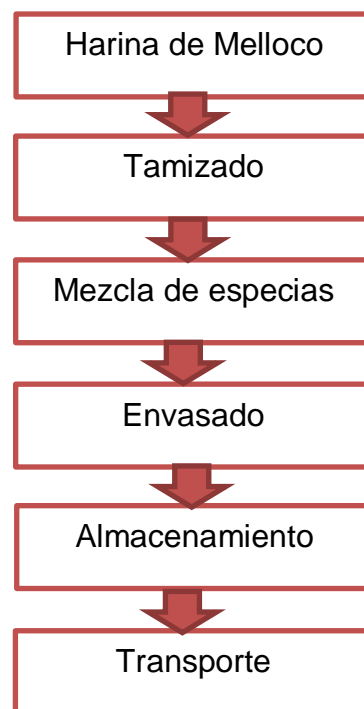 Harina de Melloco
Tamizado
Mezcla de especias
Envasado
Almacenamiento
Transporte